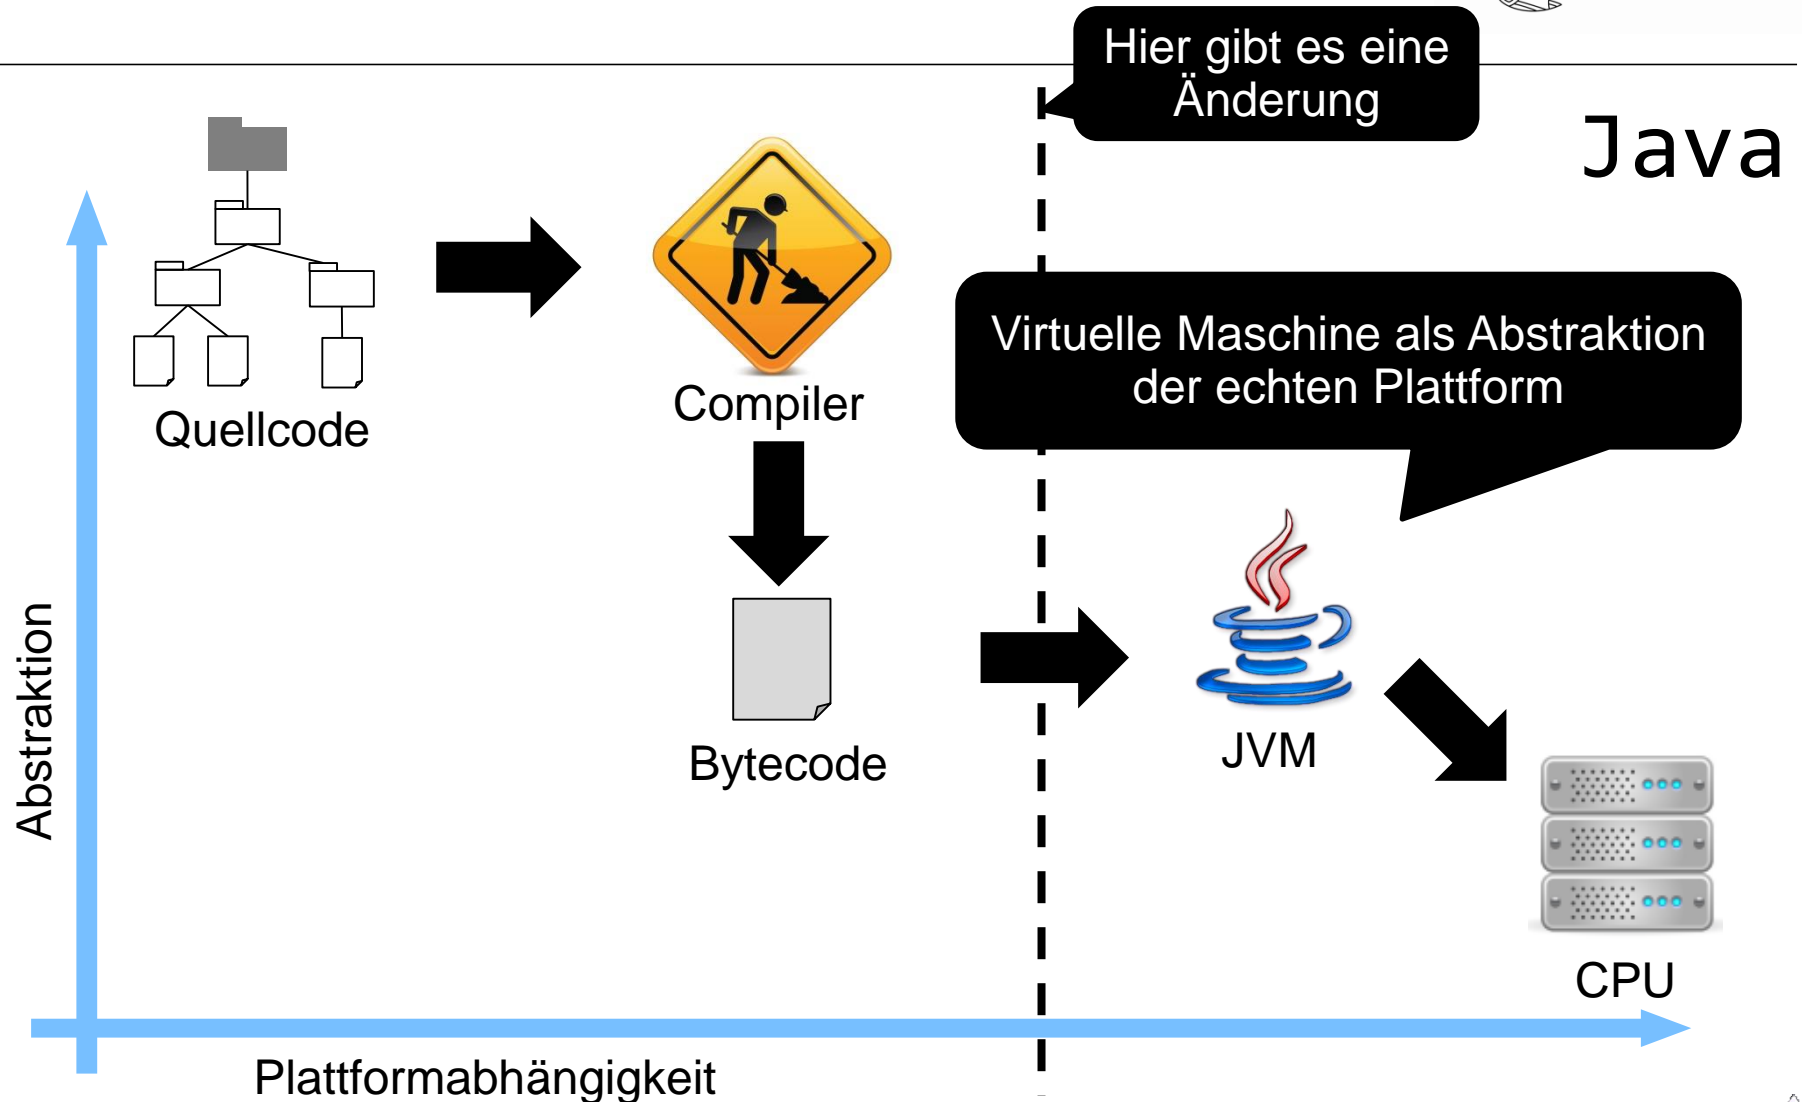 Hier gibt es eine
Änderung
Java
Virtuelle Maschine als Abstraktion
der echten Plattform
Compiler
Quellcode
Abstraktion
Bytecode
JVM
CPU
Plattformabhängigkeit